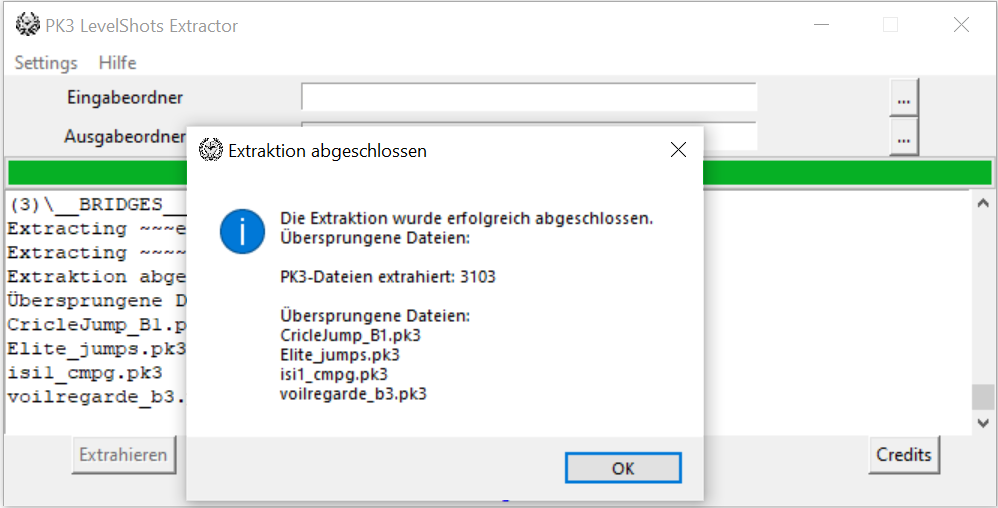 PK3 LevelShots Extractor
Settings Hilfe
Eingabeordner ...
Ausgabeordner ...
Extraktion abgeschlossen
(3)\__BRIDGES__
Extracting ~~~e
Extracting ~~~~
Extraktion abge
Übersprungene D
CricleJump_B1.p
Elite_jumps.pk3
isi1_cmpg.pk3
voilregarde_b3.
Die Extraktion wurde erfolgreich abgeschlossen.
Übersprungene Dateien:
PK3-Dateien extrahiert: 3103
Übersprungene Dateien:
CricleJump_B1.pk3
Elite_jumps.pk3
isi1_cmpg.pk3
voilregarde_b3.pk3
OK
Extrahieren
Credits